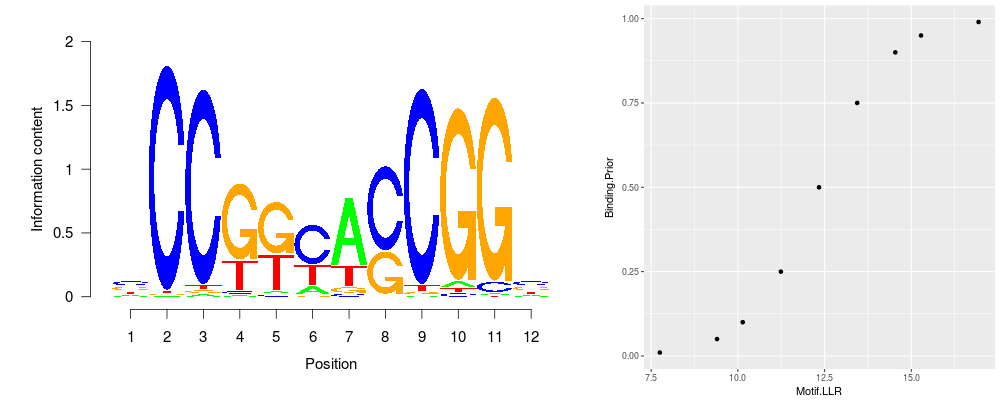 Information content
2
1.5
1
0.5
0
CCGGCACCGG
TTTTG
1 2 3 4 5 6 7 8 9 10 11 12
Position
Binding.Prior
1.00
0.75
0.50
0.25
0.00
7.5 10.0 12.5 15.0
Motif.LLR